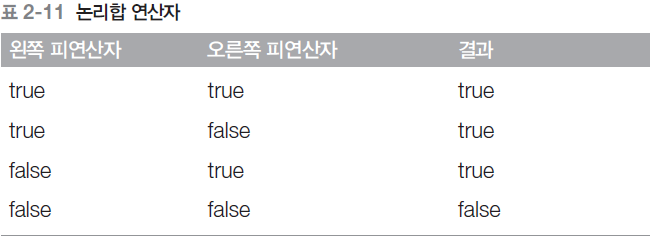 표 2-11 논리합 연산자
왼쪽 피연산자 오른쪽 피연산자 결과
true true true
true false true
false true true
false false false